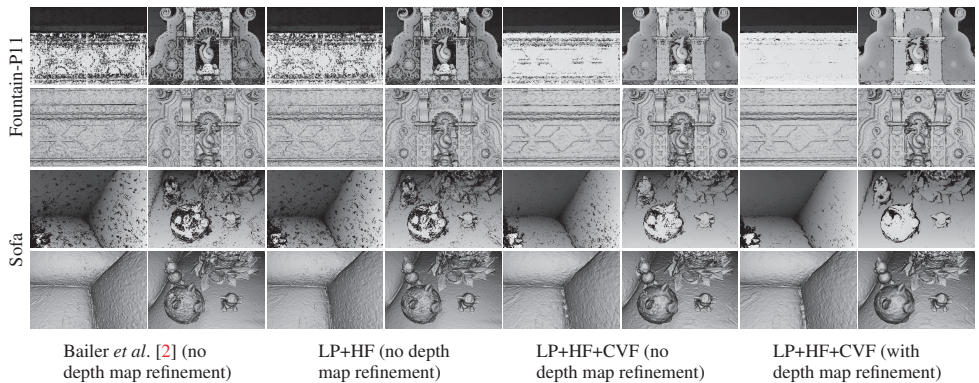 Fountain-P11
Sofa
Bailer et al. [2] (no
depth map refinement)
LP+HF (no depth
map refinement)
LP+HF+CVF (no
depth map refinement)
LP+HF+CVF (with
depth map refinement)